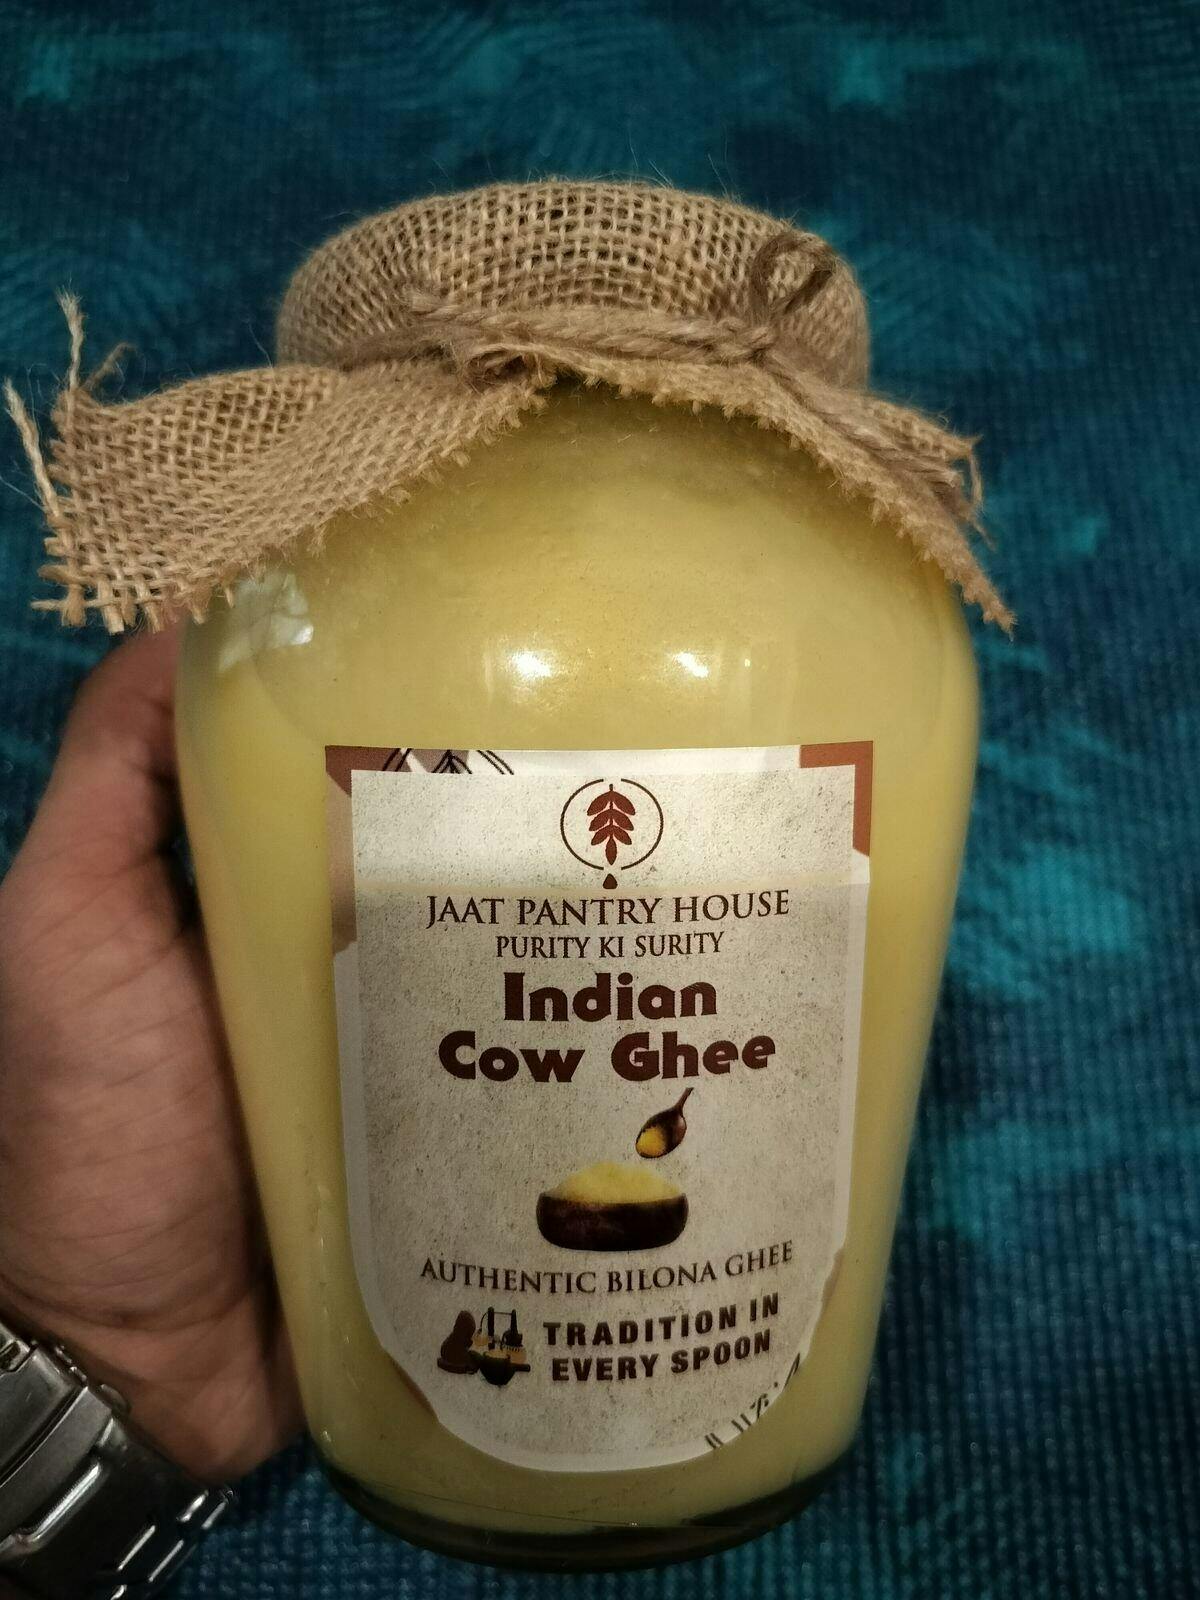 JAAT PANTRY HOUSE
PURITY KI SURITY
Indian
Cow Ghee
AUTHENTIC BILONA GHEE
TRADITION IN
EVERY SPOON